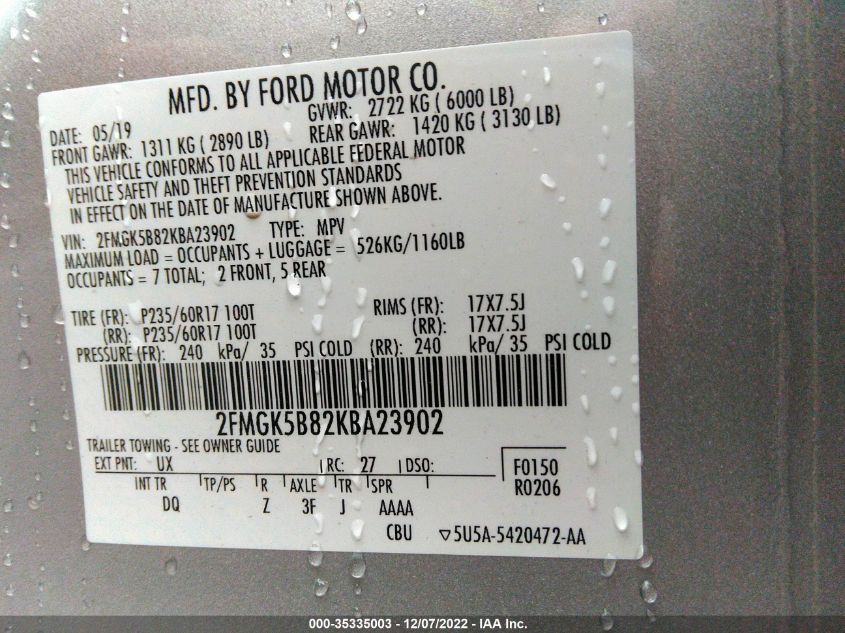 MFD. BY FORD MOTOR CO.
DATE: 05/19 GVWR: 2722 KG ( 6000 LB)
FRONT GAWR: 1311 KG ( 2890 LB) REAR GAWR: 1420 KG ( 3130 LB)
THIS VEHICLE CONFORMS TO ALL APPLICABLE FEDERAL MOTOR
VEHICLE SAFETY AND THEFT PREVENTION STANDARDS
IN EFFECT ON THE DATE OF MANUFACTURE SHOWN ABOVE.
VIN: 2FMGK5B82KBA23902 TYPE: MPV
MAXIMUM LOAD = OCCUPANTS + LUGGAGE = 526KG/1160LB
OCCUPANTS = 7 TOTAL; 2 FRONT, 5 REAR
TIRE (FR): P235/60R17 100T RIMS (FR): 17X7.5J
(RR): P235/60R17 100T (RR): 17X7.5J
PRESSURE (FR): 240 kPa/ 35 PSI COLD (RR): 240 kPa/ 35 PSI COLD
2FMGK5B82KBA23902
TRAILER TOWING - SEE OWNER GUIDE
EXT PNT: UX RC: 27 DSO: F0150
INT TR TP/PS R AXLE TR SPR R0206
DQ Z 3F J AAAA
CBU ▽5U5A-5420472-AA
000-35335003 - 12/07/2022 - IAA Inc.